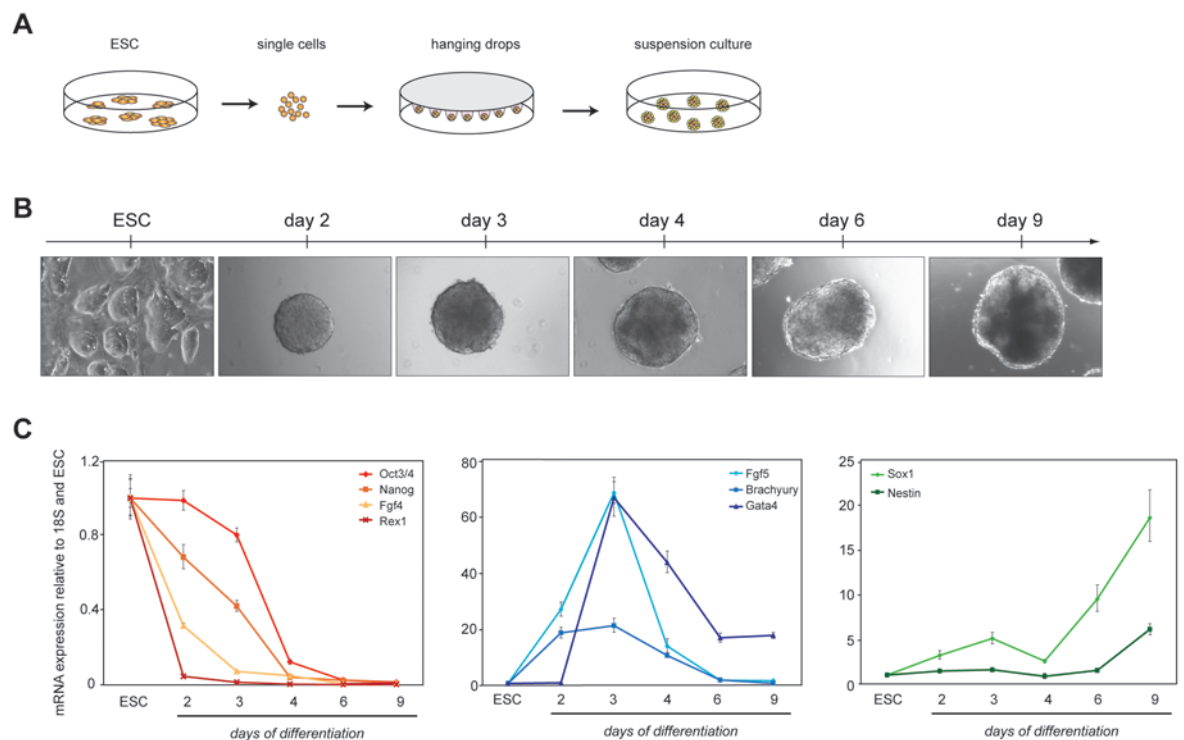 A
ESC single cells hanging drops suspension culture
B
ESC day 2 day 3 day 4 day 6 day 9
C
mRNA expression relative to 18S and ESC
1.2
0.8
0.4
0
Oct3/4
Nanog
Fgf4
Rex1
ESC 2 3 4 6 9
days of differentiation
80
60
40
20
0
Fgf5
Brachyury
Gata4
ESC 2 3 4 6 9
days of differentiation
25
20
15
10
5
0
Sox1
Nestin
ESC 2 3 4 6 9
days of differentiation